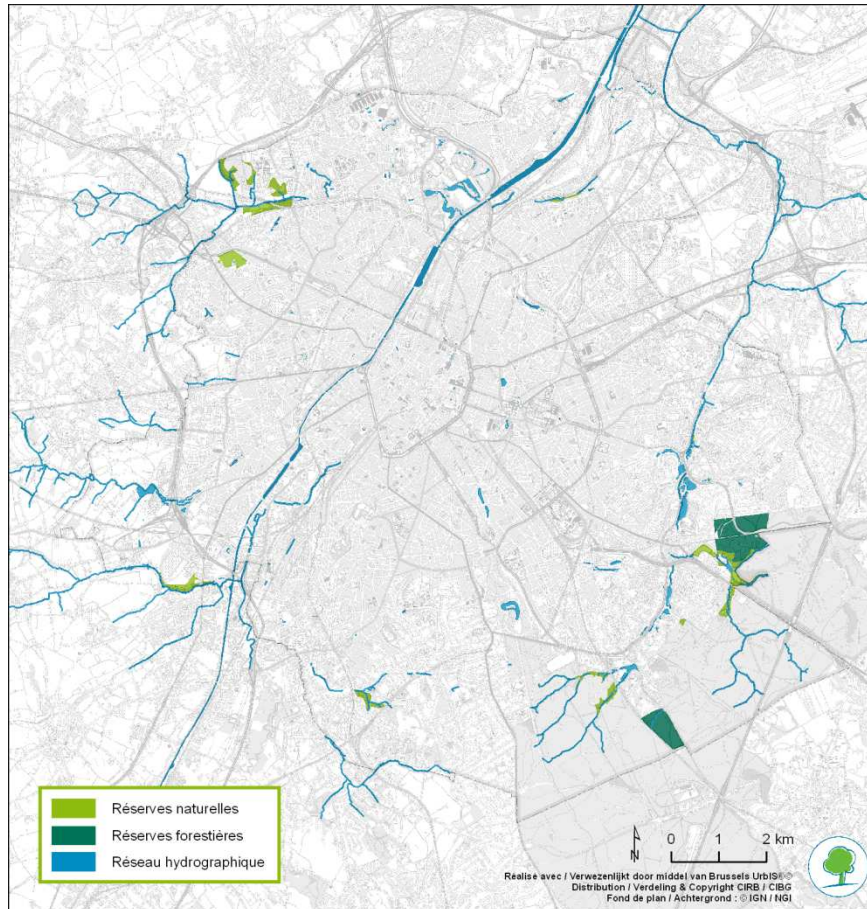 Réserves naturelles
Réserves forestières
Réseau hydrographique
N
0 1 2 km
Réalisé avec / Verwezenlijkt door middel van Brussels UrbIS®©
Distribution / Verdeling & Copyright CIRB / CIBG
Fond de plan / Achtergrond : © IGN / NGI